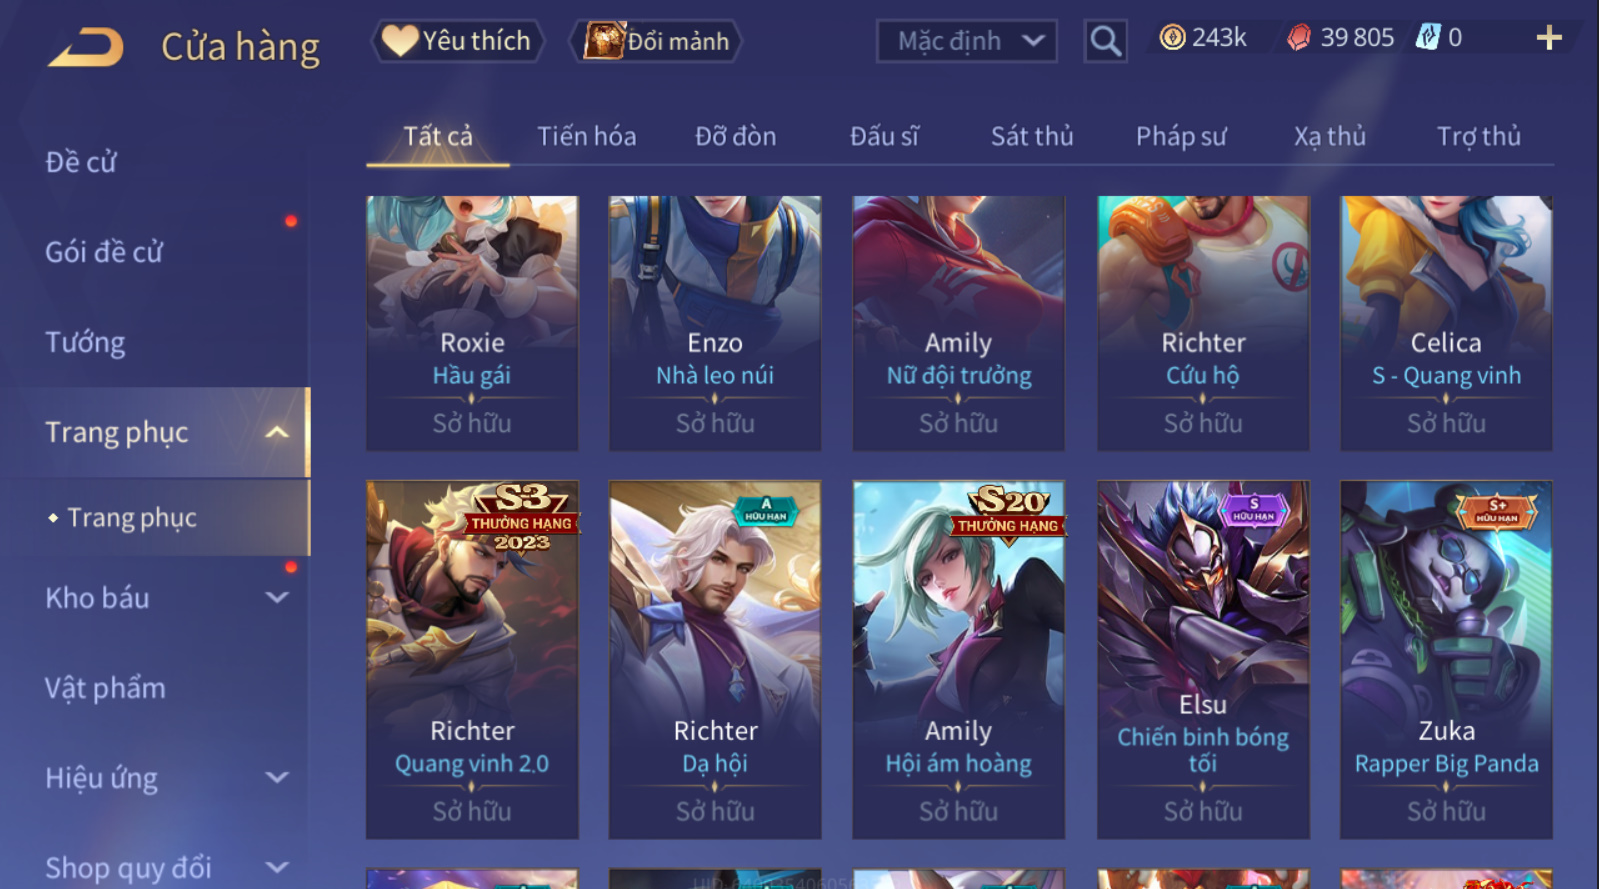 Cửa hàng
Yêu thích
Đổi mảnh
Mặc định
243k
39 805
0
Đề cử
Gói đề cử
Tướng
Trang phục
Trang phục
Kho báu
Vật phẩm
Hiệu ứng
Shop quy đổi
Tất cả
Tiến hóa
Đỡ đòn
Đấu sĩ
Sát thủ
Pháp sư
Xạ thủ
Trợ thủ
Roxie
Hầu gái
Sở hữu
Enzo
Nhà leo núi
Sở hữu
Amily
Nữ đội trưởng
Sở hữu
Richter
Cứu hộ
Sở hữu
Celica
S - Quang vinh
Sở hữu
S3
THƯỞNG HẠNG
2023
Richter
Quang vinh 2.0
Sở hữu
A
HỮU HẠN
Richter
Dạ hội
Sở hữu
S20
THƯỞNG HẠNG
Amily
Hội ám hoàng
Sở hữu
S
HỮU HẠN
Elsu
Chiến binh bóng
tối
Sở hữu
S+
HỮU HẠN
Zuka
Rapper Big Panda
Sở hữu